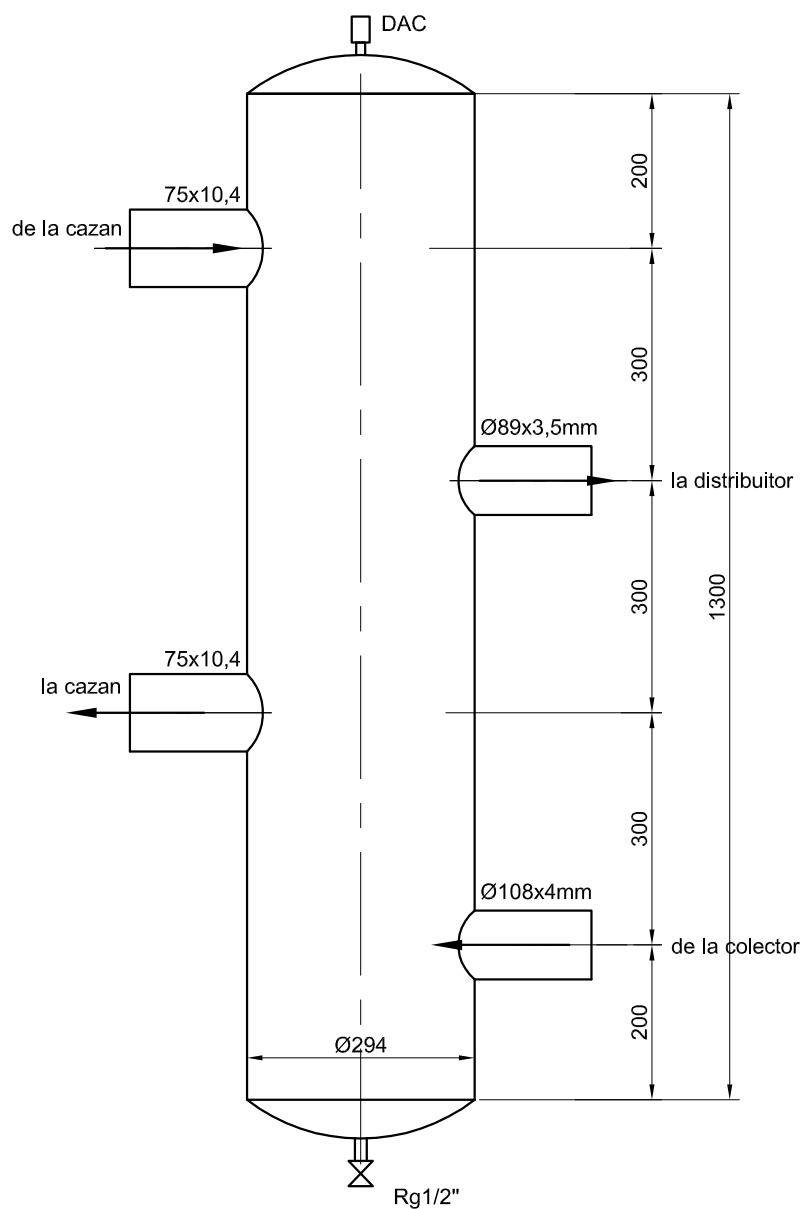 DAC
200
75x10,4
de la cazan
300
Ø89x3,5mm
la distribuitor
300
1300
75x10,4
la cazan
300
Ø108x4mm
de la colector
200
Ø294
Rg1/2"